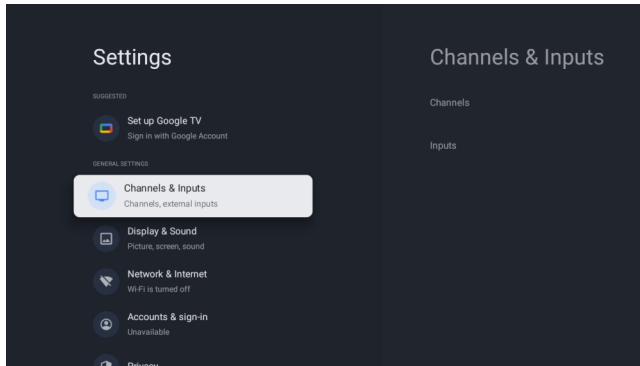 Settings
SUGGESTED
Set up Google TV
Sign in with Google Account
GENERAL SETTINGS
Channels & Inputs
Channels, external inputs
Display & Sound
Picture, screen, sound
Network & Internet
Wi-Fi is turned off
Accounts & sign-in
Unavailable
Privacy
Channels & Inputs
Channels
Inputs